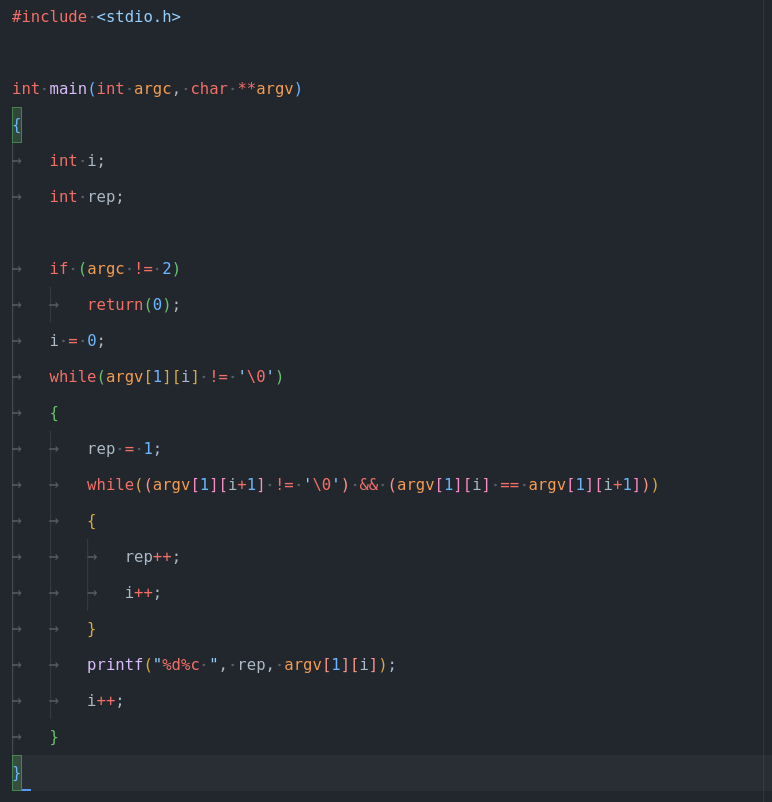 #include <stdio.h>

int main(int argc, char **argv)
{
	int i;
	int rep;

	if (argc != 2)
		return(0);
	i = 0;
	while(argv[1][i] != '\0')
	{
		rep = 1;
		while((argv[1][i+1] != '\0') && (argv[1][i] == argv[1][i+1]))
		{
			rep++;
			i++;
		}
		printf("%d%c ", rep, argv[1][i]);
		i++;
	}
}